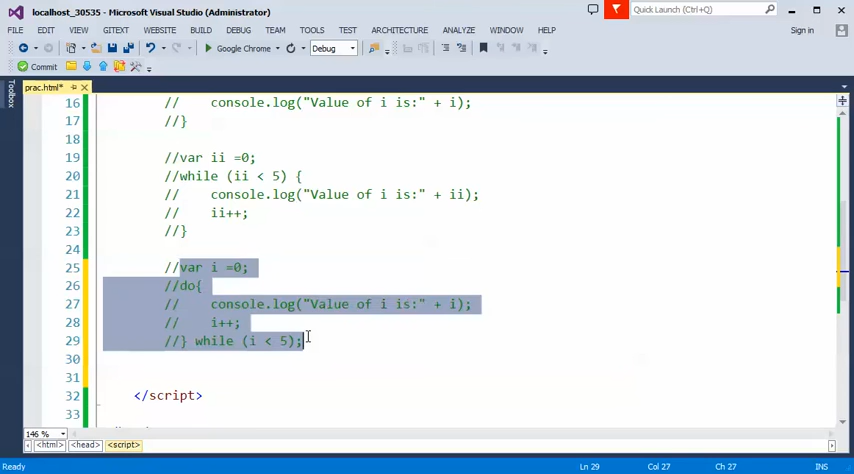 localhost_30535 - Microsoft Visual Studio (Administrator)
Quick Launch (Ctrl+Q)
FILE EDIT VIEW GITEXT WEBSITE BUILD DEBUG TEAM TOOLS TEST ARCHITECTURE ANALYZE WINDOW HELP Sign in
Google Chrome Debug
Commit
Toolbox
prac.html*
16 // console.log("Value of i is:" + i);
17 //}
18
19 //var ii =0;
20 //while (ii < 5) {
21 // console.log("Value of i is:" + ii);
22 // ii++;
23 //}
24
25 //var i =0;
26 //do{
27 // console.log("Value of i is:" + i);
28 // i++;
29 //} while (i < 5);
30
31
32 </script>
33
146 %
<html> <head> <script>
Ready Ln 29 Col 27 Ch 27 INS